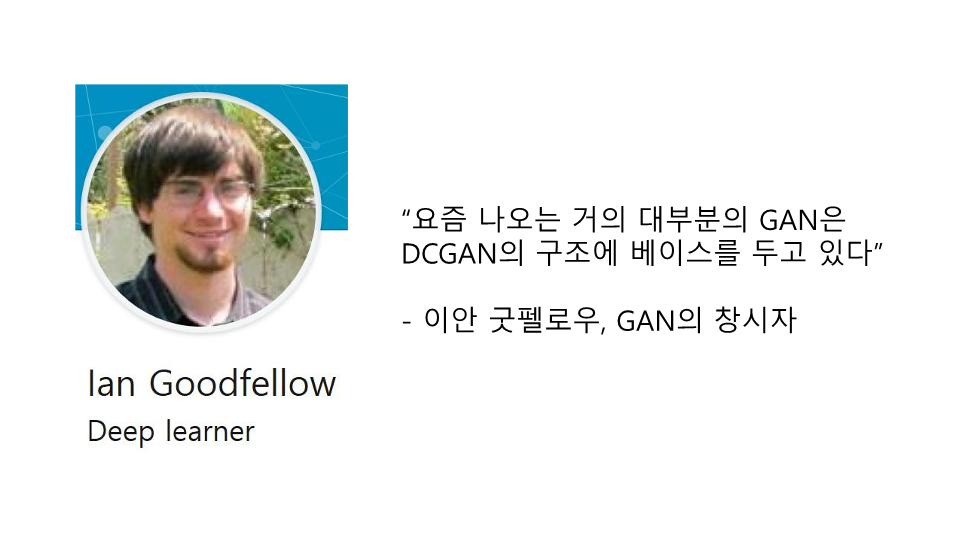 “요즘 나오는 거의 대부분의 GAN은
DCGAN의 구조에 베이스를 두고 있다”
- 이안 굿펠로우, GAN의 창시자
Ian Goodfellow
Deep learner